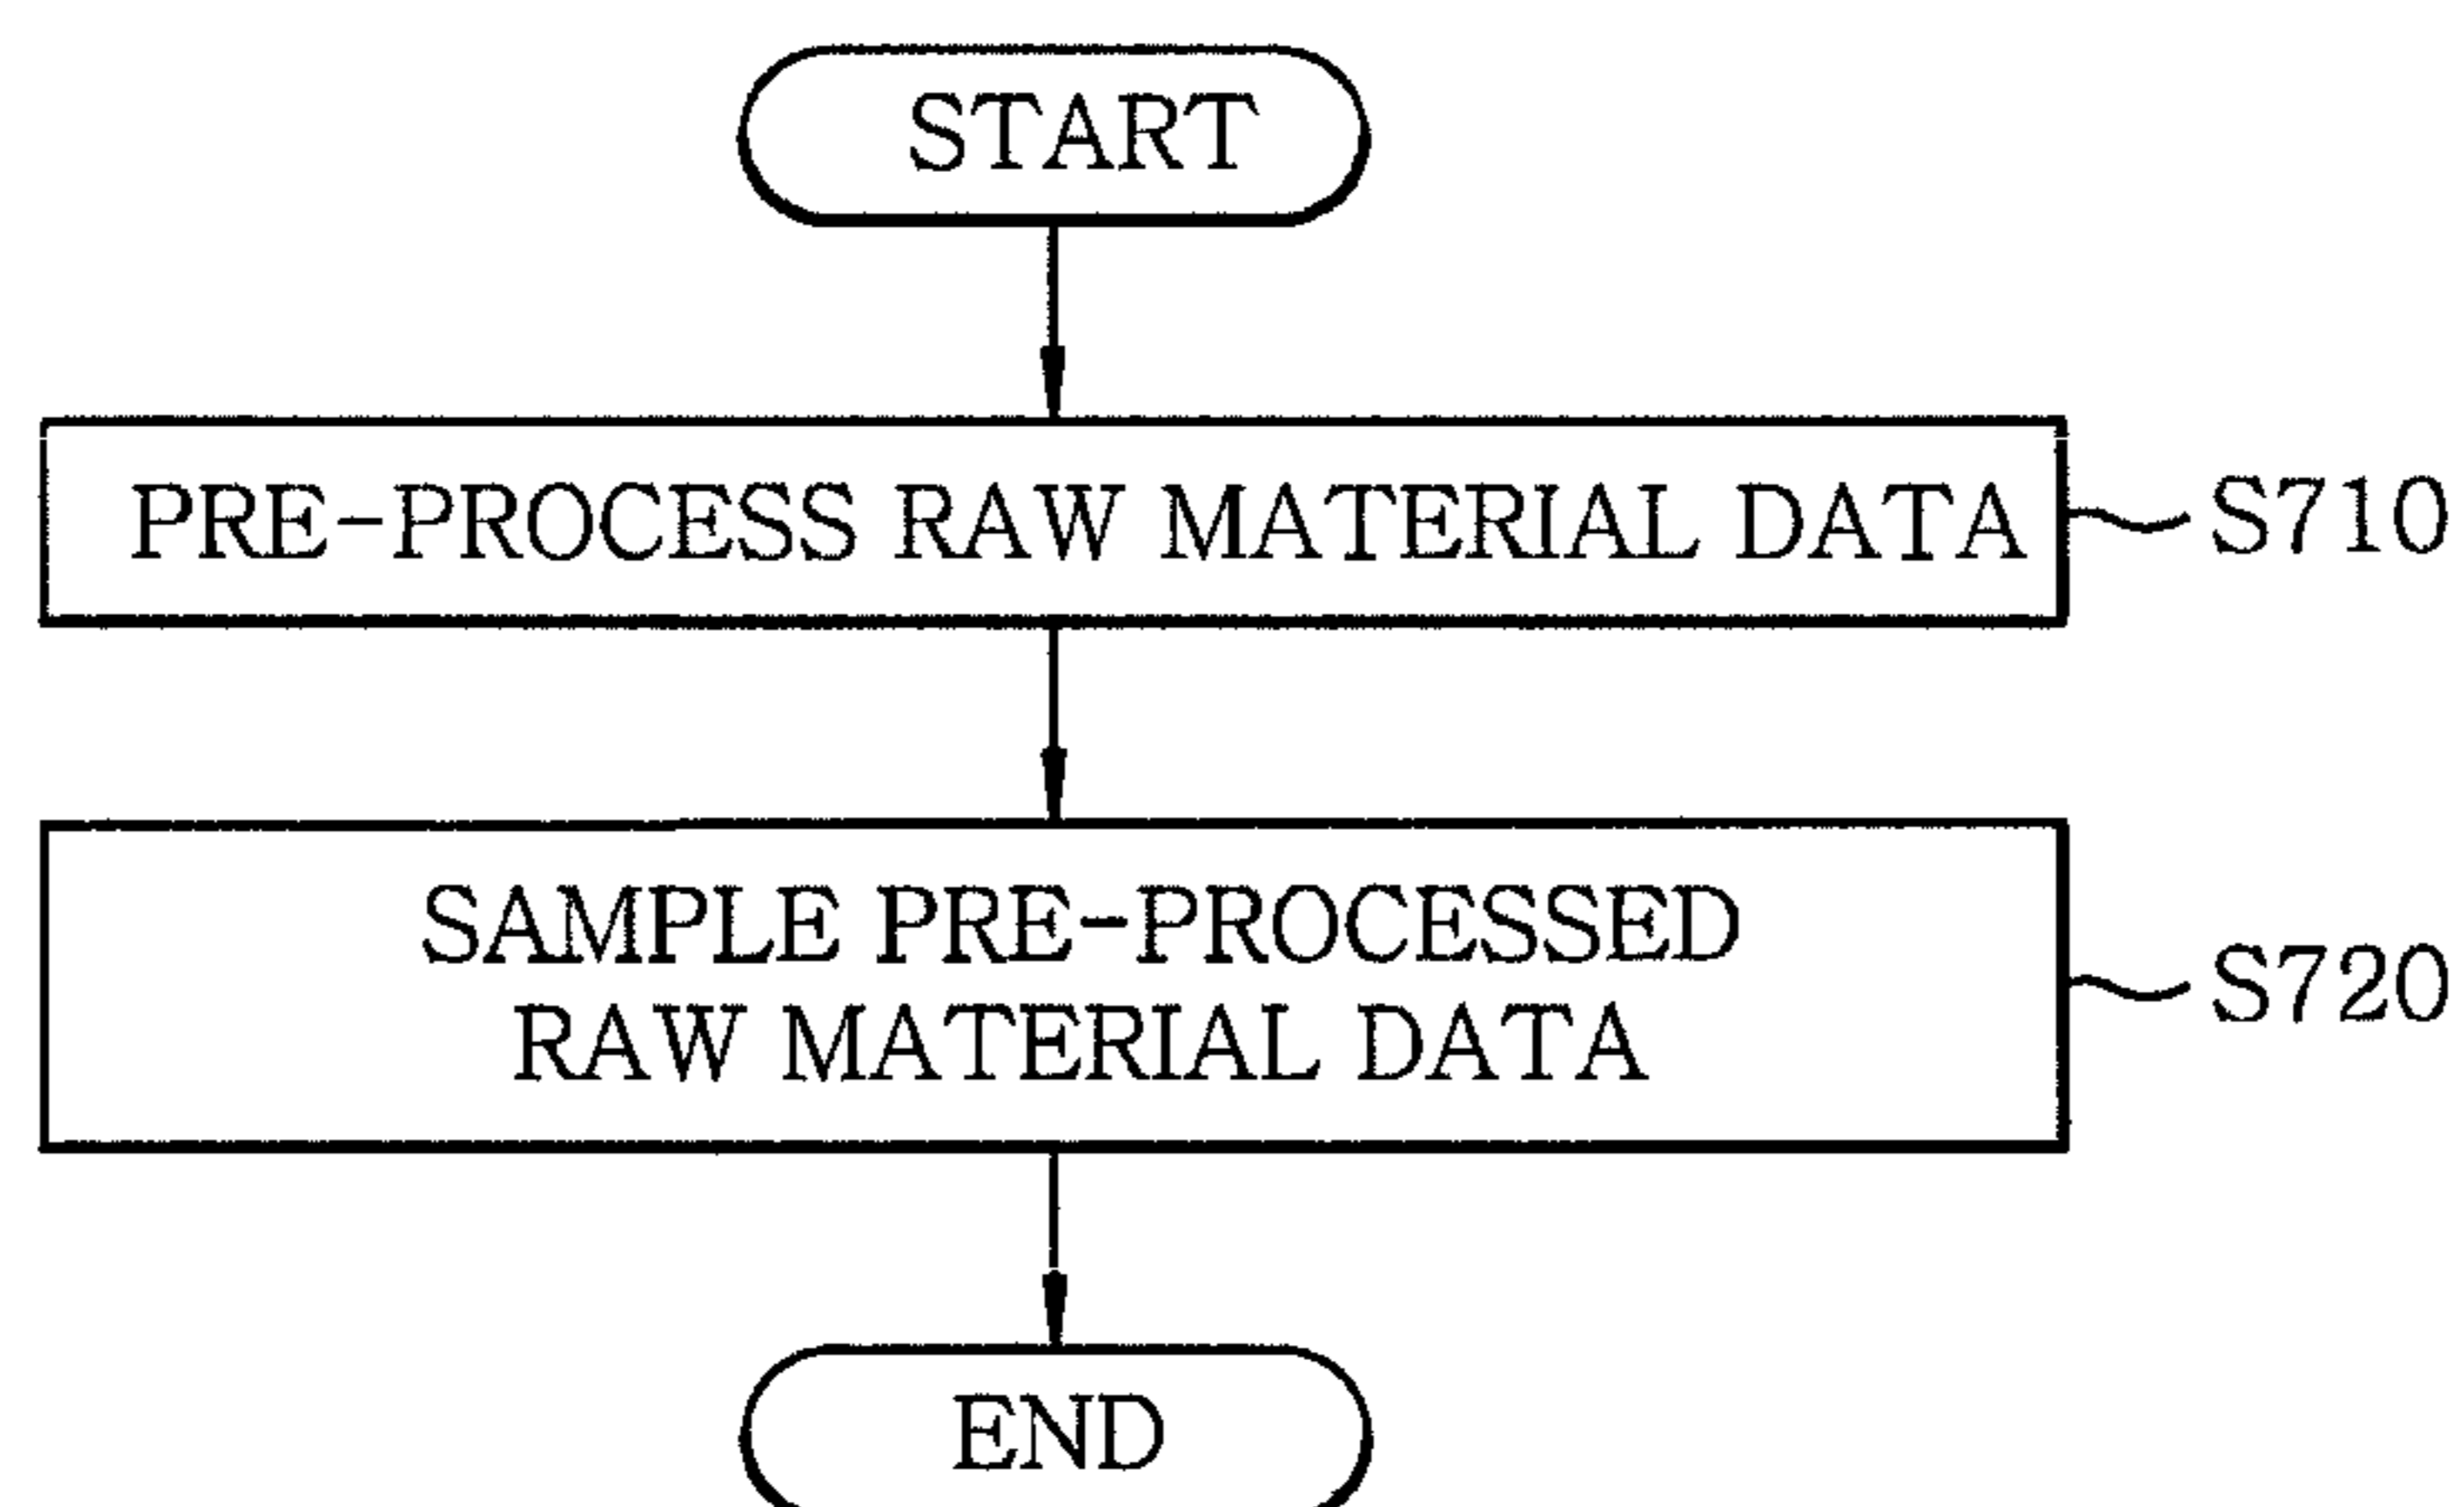 START
PRE-PROCESS RAW MATERIAL DATA
S710
SAMPLE PRE-PROCESSED
RAW MATERIAL DATA
S720
END